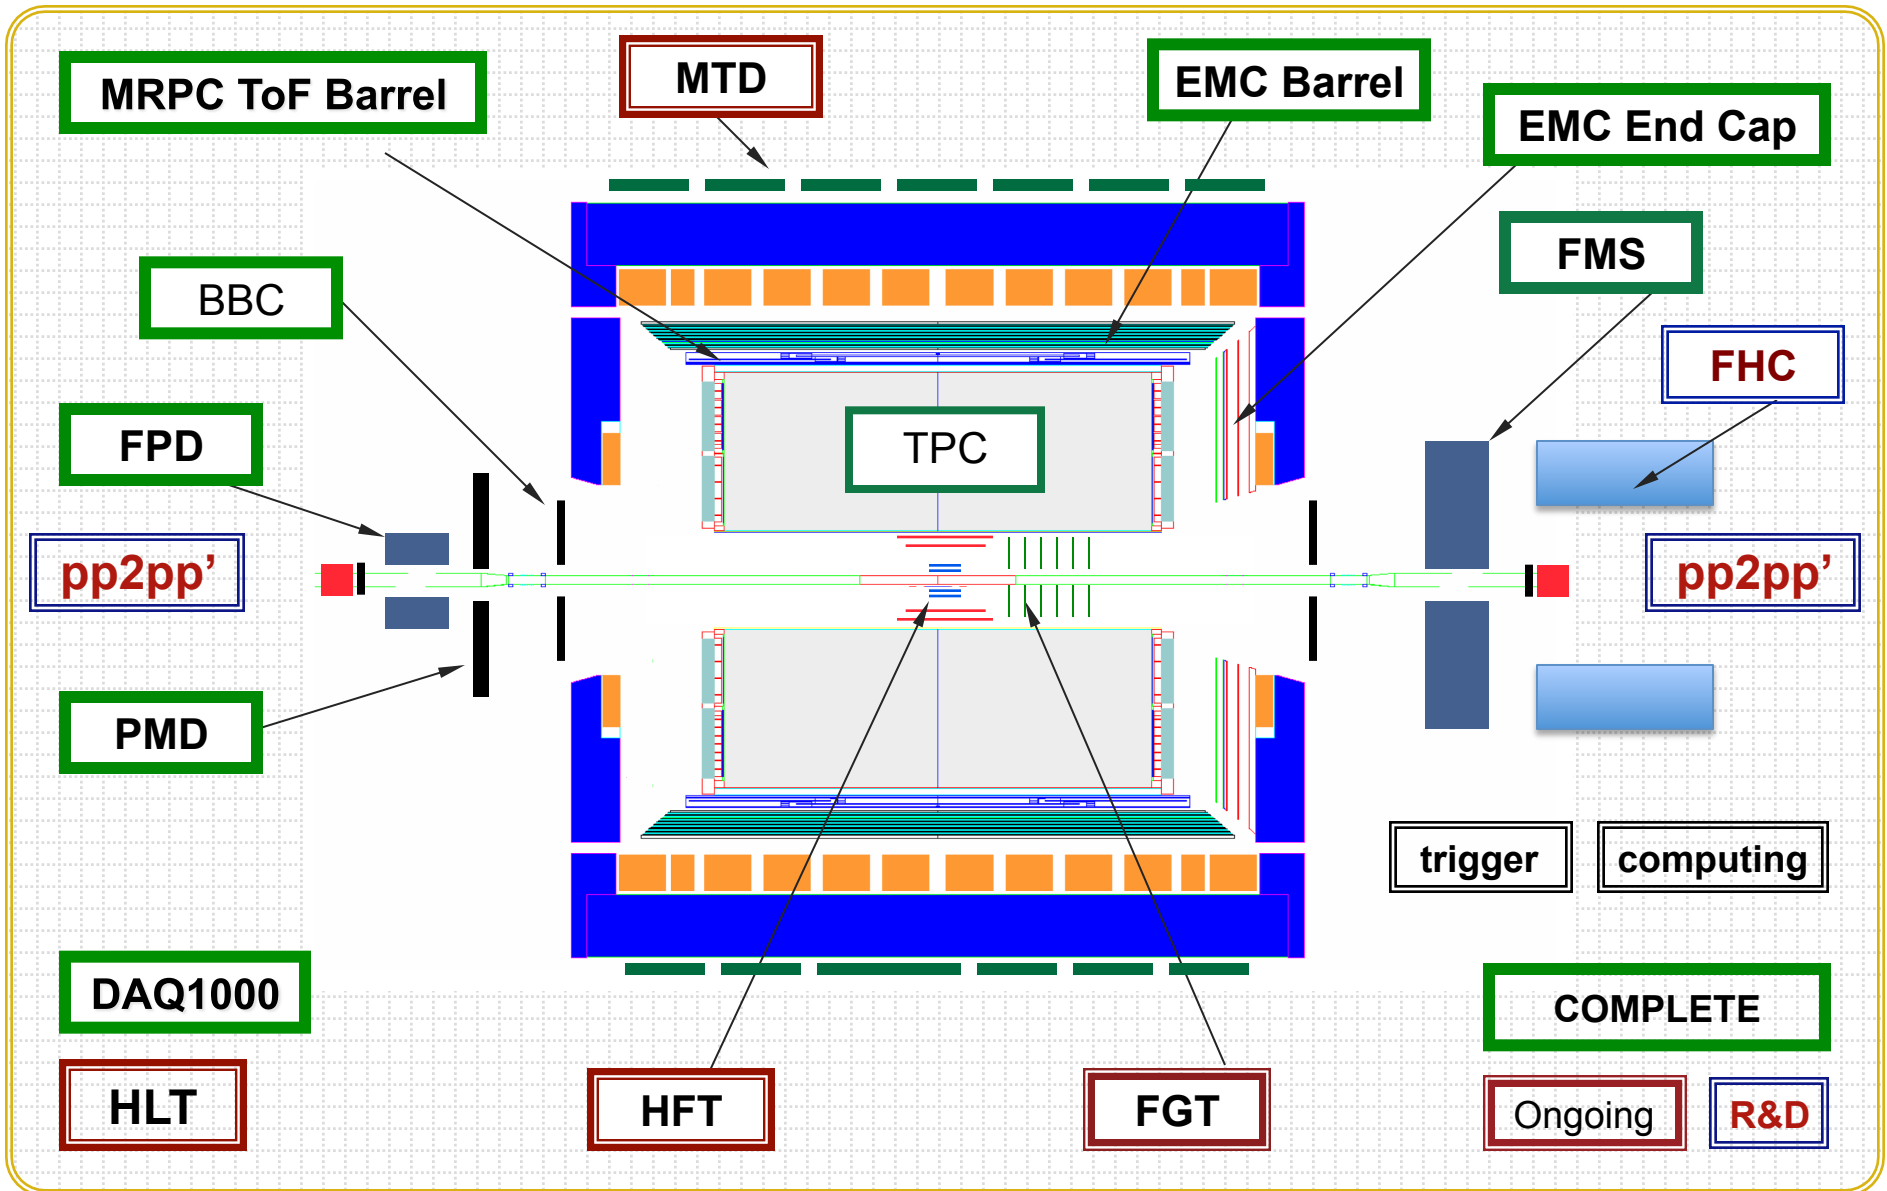 MRPC ToF Barrel
MTD
EMC Barrel
EMC End Cap
FMS
BBC
FHC
FPD
TPC
pp2pp’
pp2pp’
PMD
trigger
computing
DAQ1000
COMPLETE
HLT
HFT
FGT
Ongoing
R&D